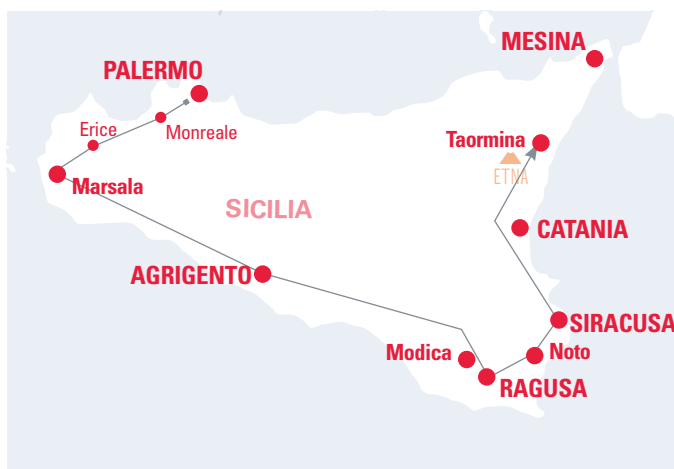 MESINA
PALERMO
Erice
Monreale
Taormina
ETNA
Marsala
SICILIA
CATANIA
AGRIGENTO
SIRACUSA
Modica
Noto
RAGUSA